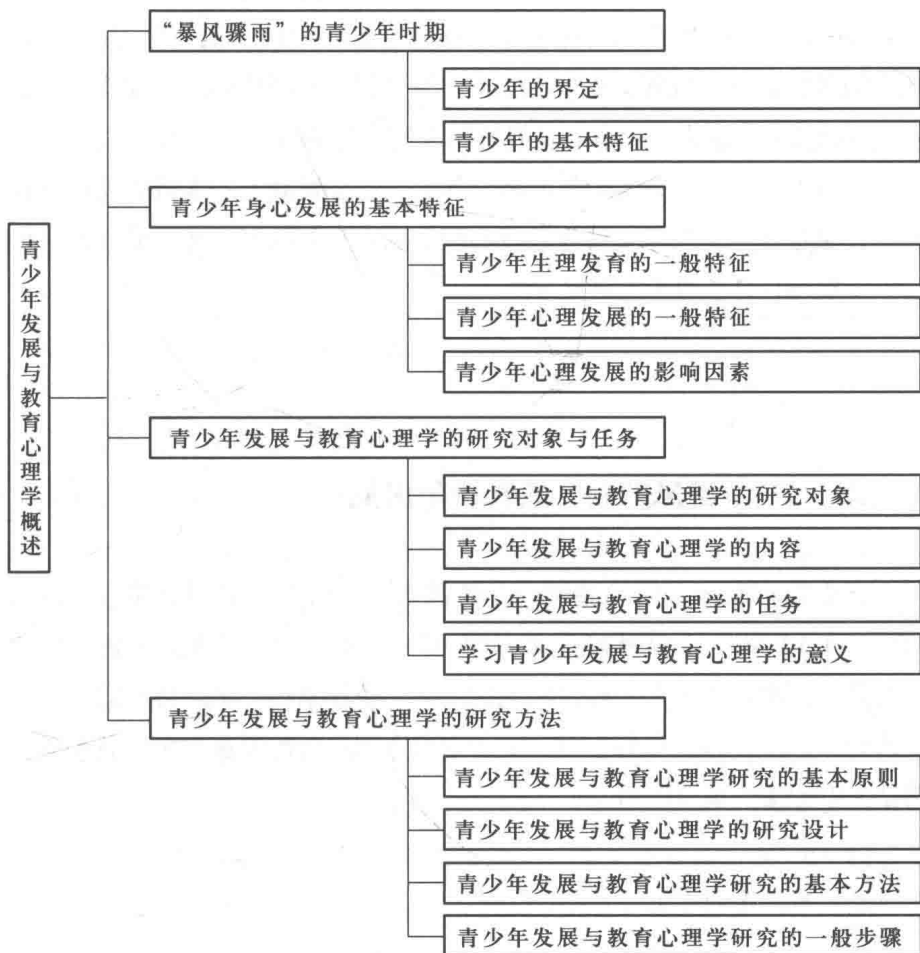 青少年发展与教育心理学概述
“暴风骤雨”的青少年时期
青少年的界定
青少年的基本特征
青少年身心发展的基本特征
青少年生理发育的一般特征
青少年心理发展的一般特征
青少年心理发展的影响因素
青少年发展与教育心理学的研究对象与任务
青少年发展与教育心理学的研究对象
青少年发展与教育心理学的内容
青少年发展与教育心理学的任务
学习青少年发展与教育心理学的意义
青少年发展与教育心理学的研究方法
青少年发展与教育心理学研究的基本原则
青少年发展与教育心理学的研究设计
青少年发展与教育心理学研究的基本方法
青少年发展与教育心理学研究的一般步骤